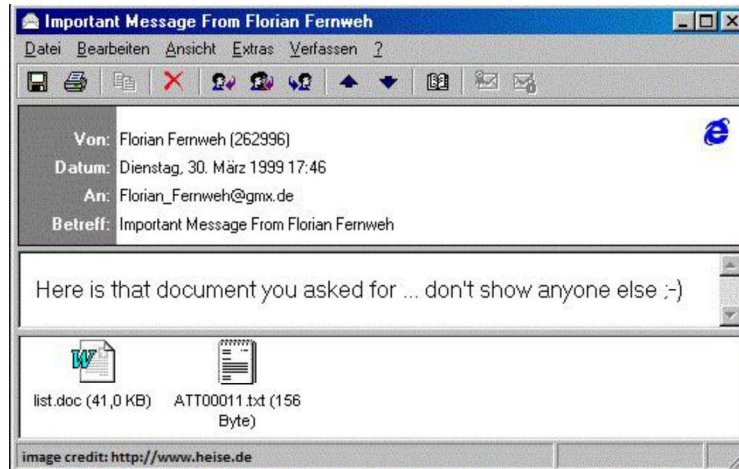 Important Message From Florian Fernweh
Datei Bearbeiten Ansicht Extras Verfassen ?
Von: Florian Fernweh (262996)
Datum: Dienstag, 30. März 1999 17:46
An: Florian_Fernweh@gmx.de
Betreff: Important Message From Florian Fernweh
Here is that document you asked for ... don't show anyone else ;-)
list.doc (41,0 KB) ATT00011.txt (156
Byte)
image credit: http://www.heise.de